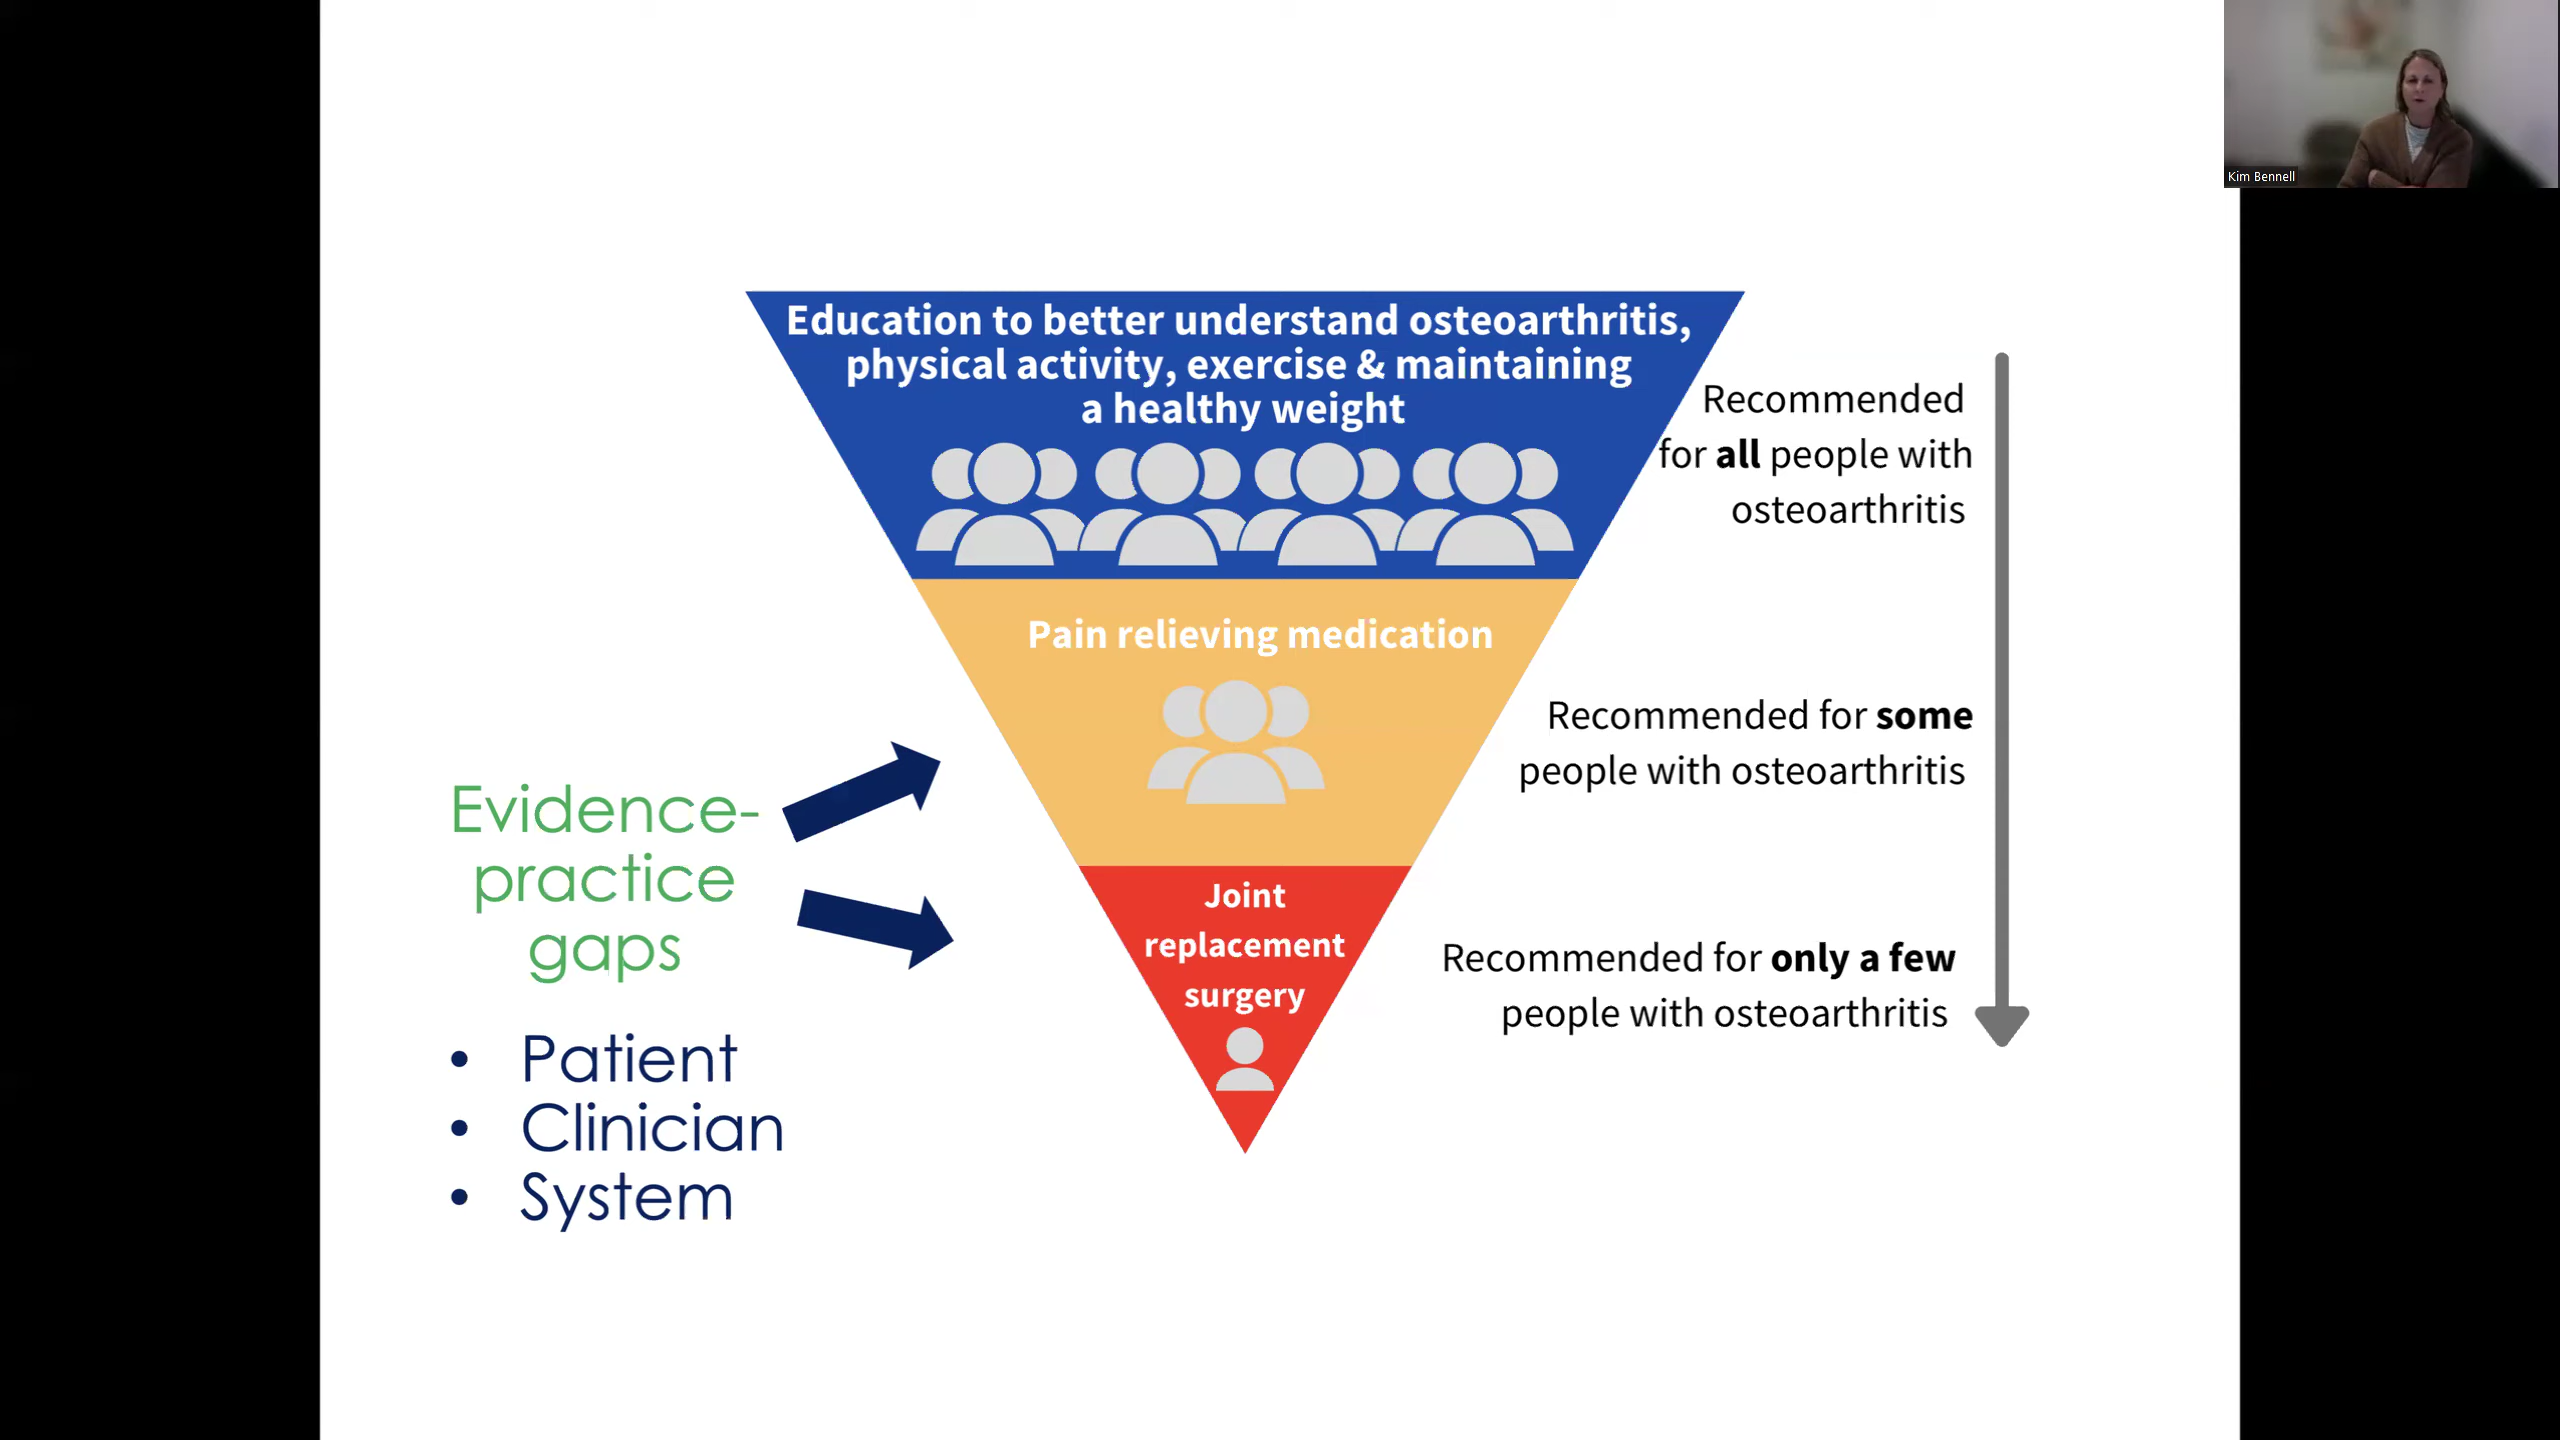 Kim Bennell
Education to better understand osteoarthritis,
physical activity, exercise & maintaining
a healthy weight
Recommended
for all people with
osteoarthritis
Pain relieving medication
Recommended for some
people with osteoarthritis
Joint
replacement
surgery
Recommended for only a few
people with osteoarthritis
Evidence-
practice
gaps
• Patient
• Clinician
• System